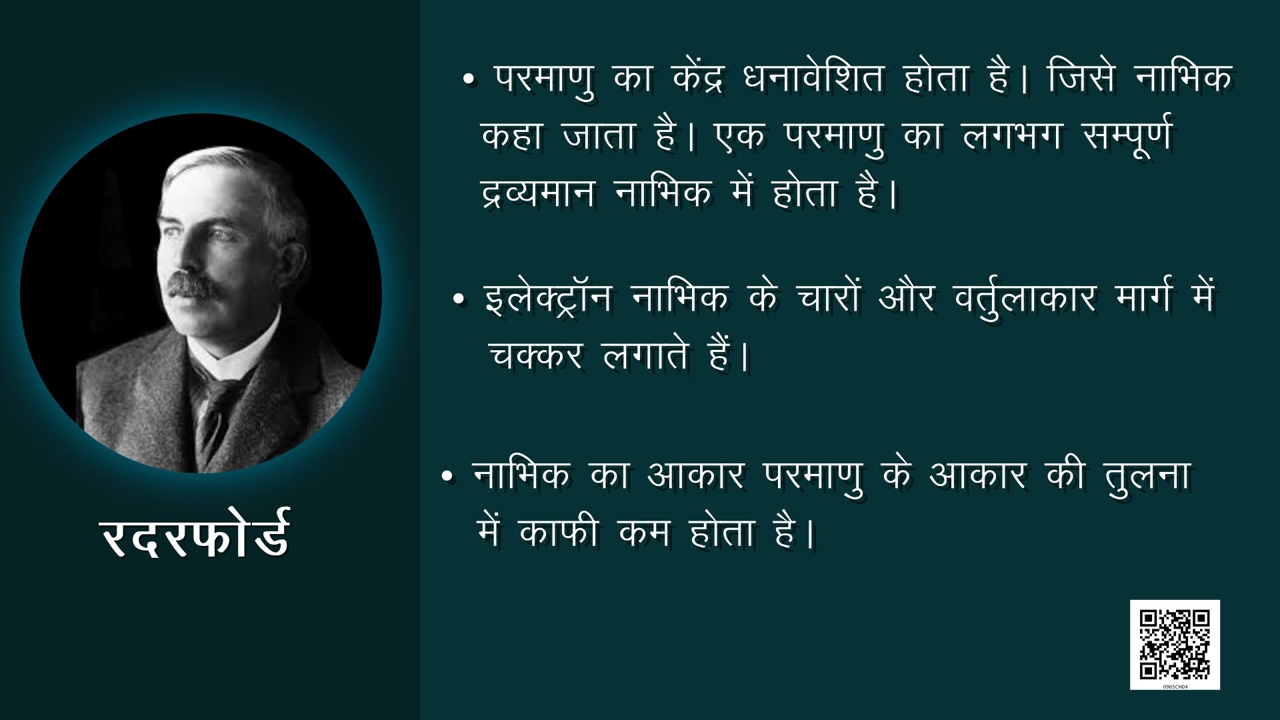 • परमाणु का केंद्र धनावेशित होता है। जिसे नाभिक
कहा जाता है। एक परमाणु का लगभग सम्पूर्ण
द्रव्यमान नाभिक में होता है।
• इलेक्ट्रॉन नाभिक के चारों और वर्तुलाकार मार्ग में
चक्कर लगाते हैं।
• नाभिक का आकार परमाणु के आकार की तुलना
में काफी कम होता है।
रदरफोर्ड
0965CH04